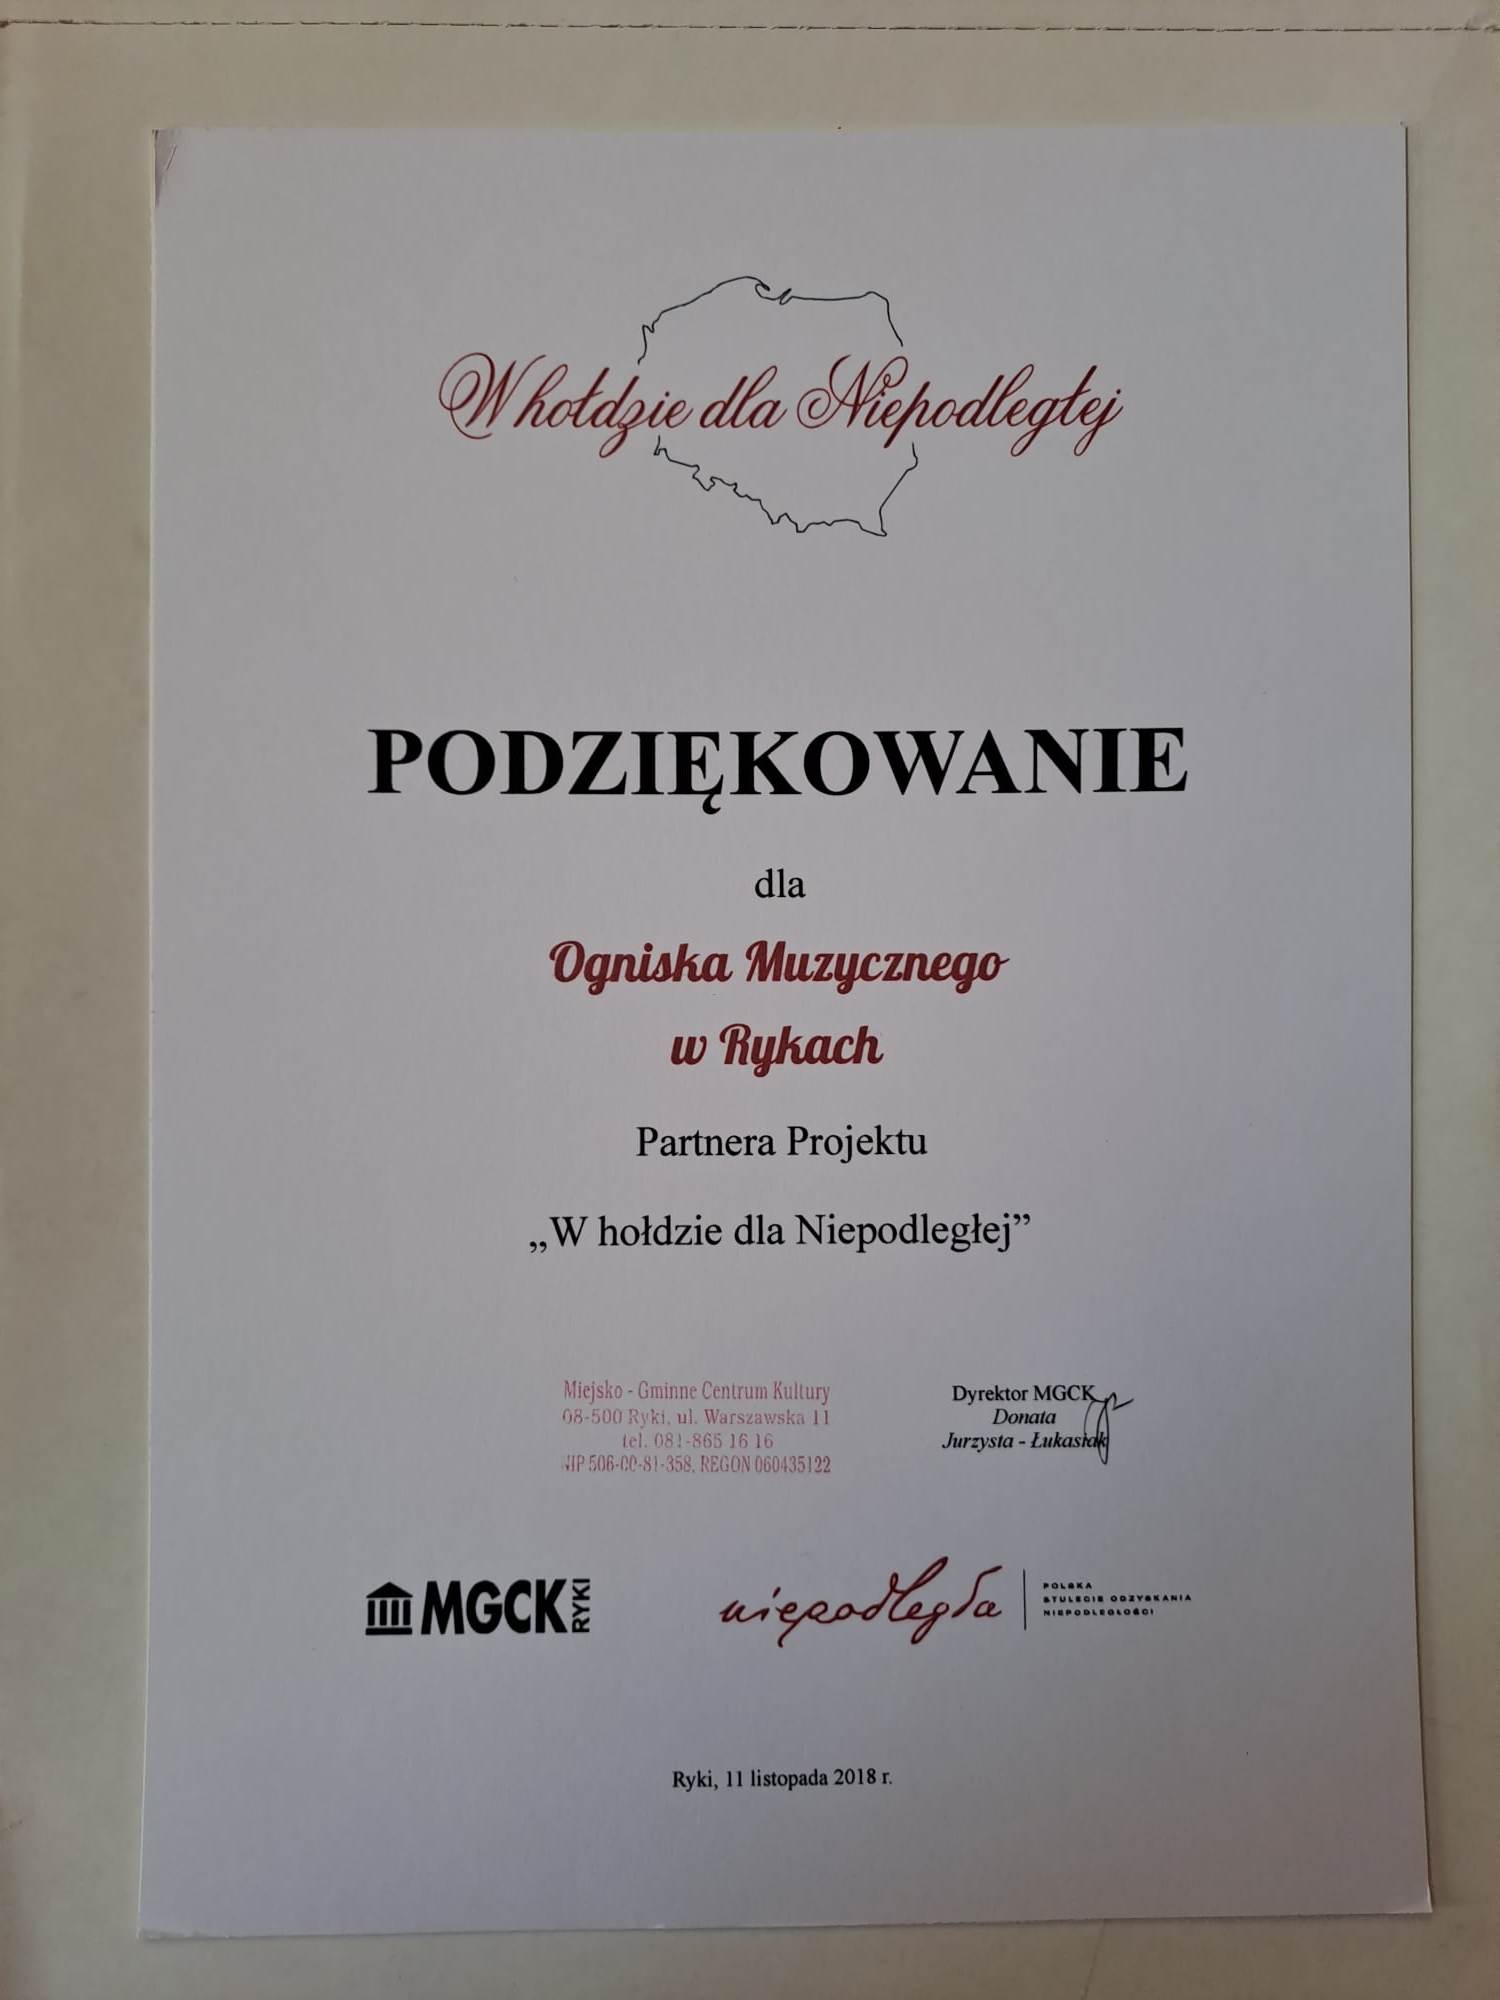 W hołdzie dla Niepodległej
PODZIĘKOWANIE
dla
Ogniska Muzycznego
w Rykach
Partnera Projektu
„W hołdzie dla Niepodległej”
Miejsko - Gminne Centrum Kultury
08-500 Ryki, ul. Warszawska 11
tel. 081-865 16 16
NIP 506-00-81-358, REGON 060435122
Dyrektor MGCK
Donata
Jurzysta - Łukasiak
MGCK RYKI
niepodległa
POLSKA
STULECIE ODZYSKANIA
NIEPODLEGŁOŚCI
Ryki, 11 listopada 2018 r.